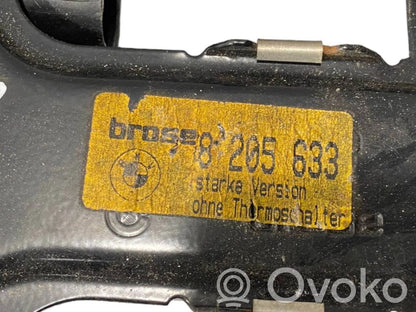 brose 8 205 633
starke Version
ohne Thermoschalter
Ovoko